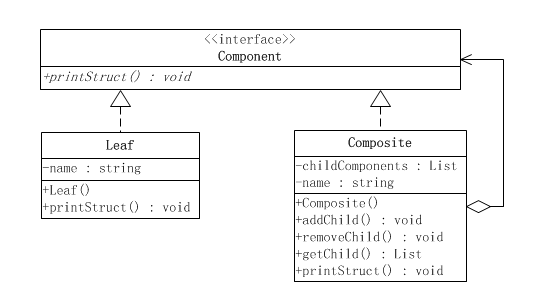 <<interface>>
Component
+printStruct() : void
Leaf
-name : string
+Leaf()
+printStruct() : void
Composite
-childComponents : List
-name : string
+Composite()
+addChild() : void
+removeChild() : void
+getChild() : List
+printStruct() : void